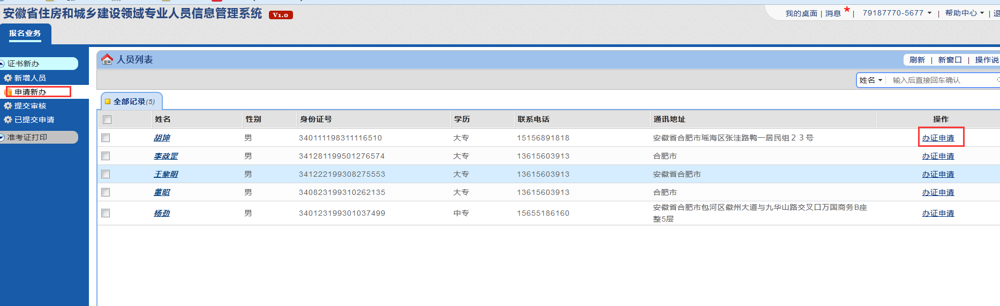 安徽省住房和城乡建设领域专业人员信息管理系统 V1.0
我的桌面 | 消息 * | 79187770-5677 | 帮助中心 |
报名业务
证书新办
新增人员
申请新办
提交审核
已提交申请
准考证打印
人员列表
刷新 | 新窗口 | 操作说
姓名 输入后直接回车确认
全部记录(5)
姓名 性别 身份证号 学历 联系电话 通讯地址 操作
胡坤 男 340111198311116510 大专 15156891818 安徽省合肥市瑶海区张洼路鸭一居民组23号 办证申请
李政罡 男 341281199501276574 大专 13615603913 合肥市 办证申请
王黎明 男 341222199308275553 大专 13615603913 安徽省合肥市 办证申请
董昭 男 340823199310262135 大专 13615603913 合肥市 办证申请
杨劲 男 340123199301037499 中专 15655186160 安徽省合肥市包河区徽州大道与九华山路交叉口万国商务B座 办证申请
整5层